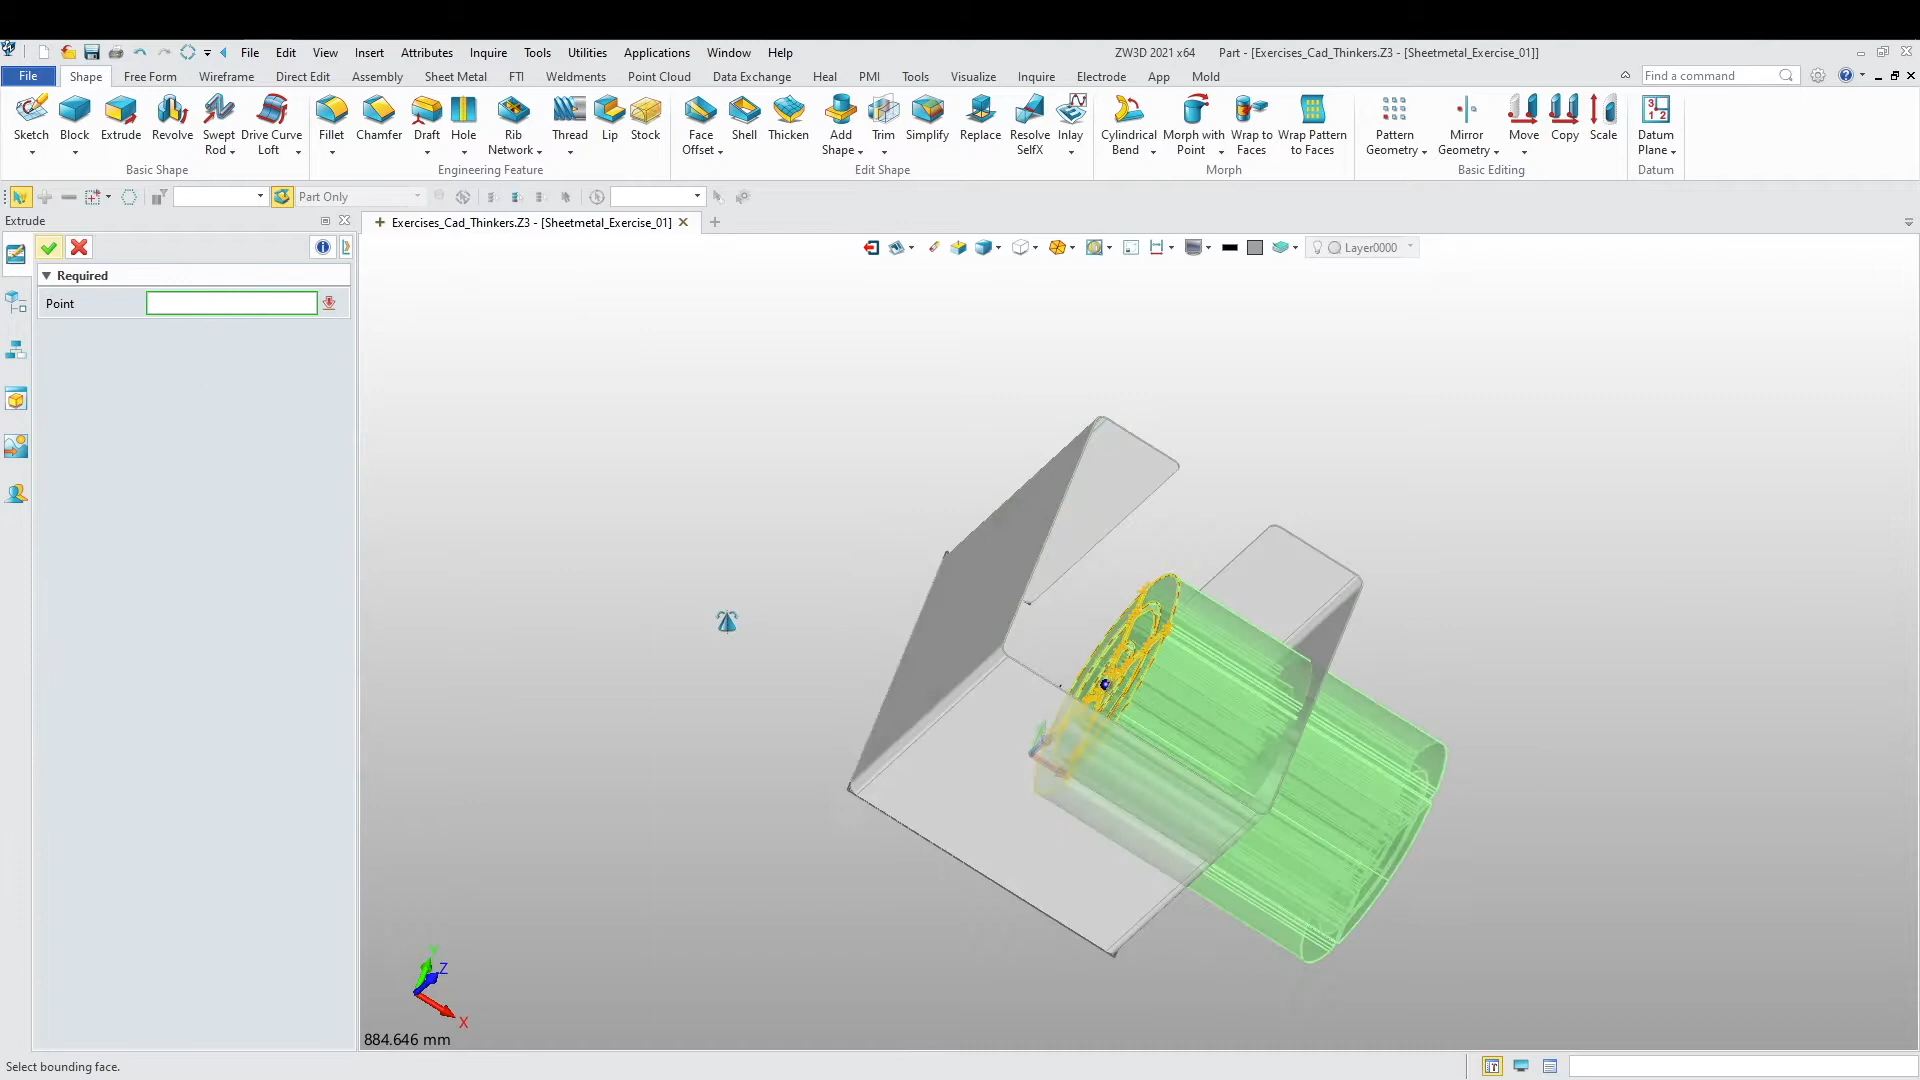 File Edit View Insert Attributes Inquire Tools Utilities Applications Window Help ZW3D 2021 x64 Part - [Exercises_Cad_Thinkers.Z3 - [Sheetmetal_Exercise_01]]
File Shape Free Form Wireframe Direct Edit Assembly Sheet Metal FTI Weldments Point Cloud Data Exchange Heal PMI Tools Visualize Inquire Electrode App Mold Find a command
Sketch Block Extrude Revolve Swept Rod Drive Curve Loft Fillet Chamfer Draft Hole Rib Network Thread Lip Stock Face Offset Shell Thicken Add Shape Trim Simplify Replace Resolve SelfX Inlay Cylindrical Bend Morph with Point Wrap to Faces Wrap Pattern to Faces Pattern Geometry Mirror Geometry Move Copy Scale Datum Plane
Basic Shape Engineering Feature Edit Shape Morph Basic Editing Datum
Part Only
Extrude
Exercises_Cad_Thinkers.Z3 - [Sheetmetal_Exercise_01]
Layer0000
Required
Point
Y
Z
X
884.646 mm
Select bounding face.